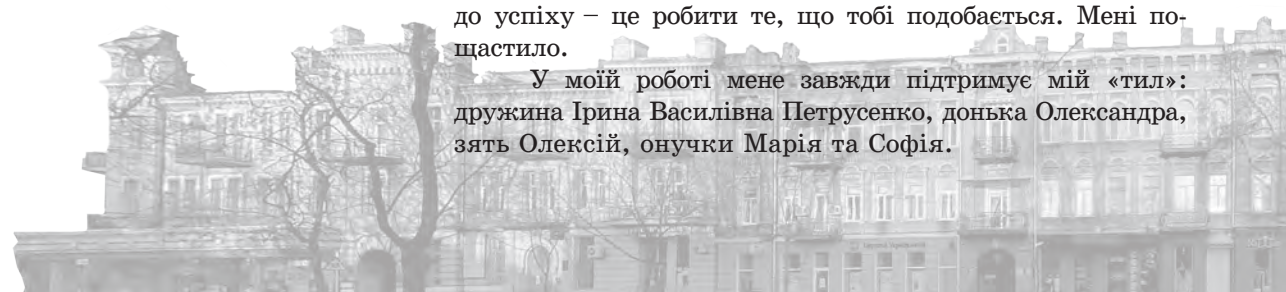 до успіху – це робити те, що тобі подобається. Мені по-
щастило.
У моїй роботі мене завжди підтримує мій «тил»:
дружина Ірина Василівна Петрусенко, донька Олександра,
зять Олексій, онучки Марія та Софія.